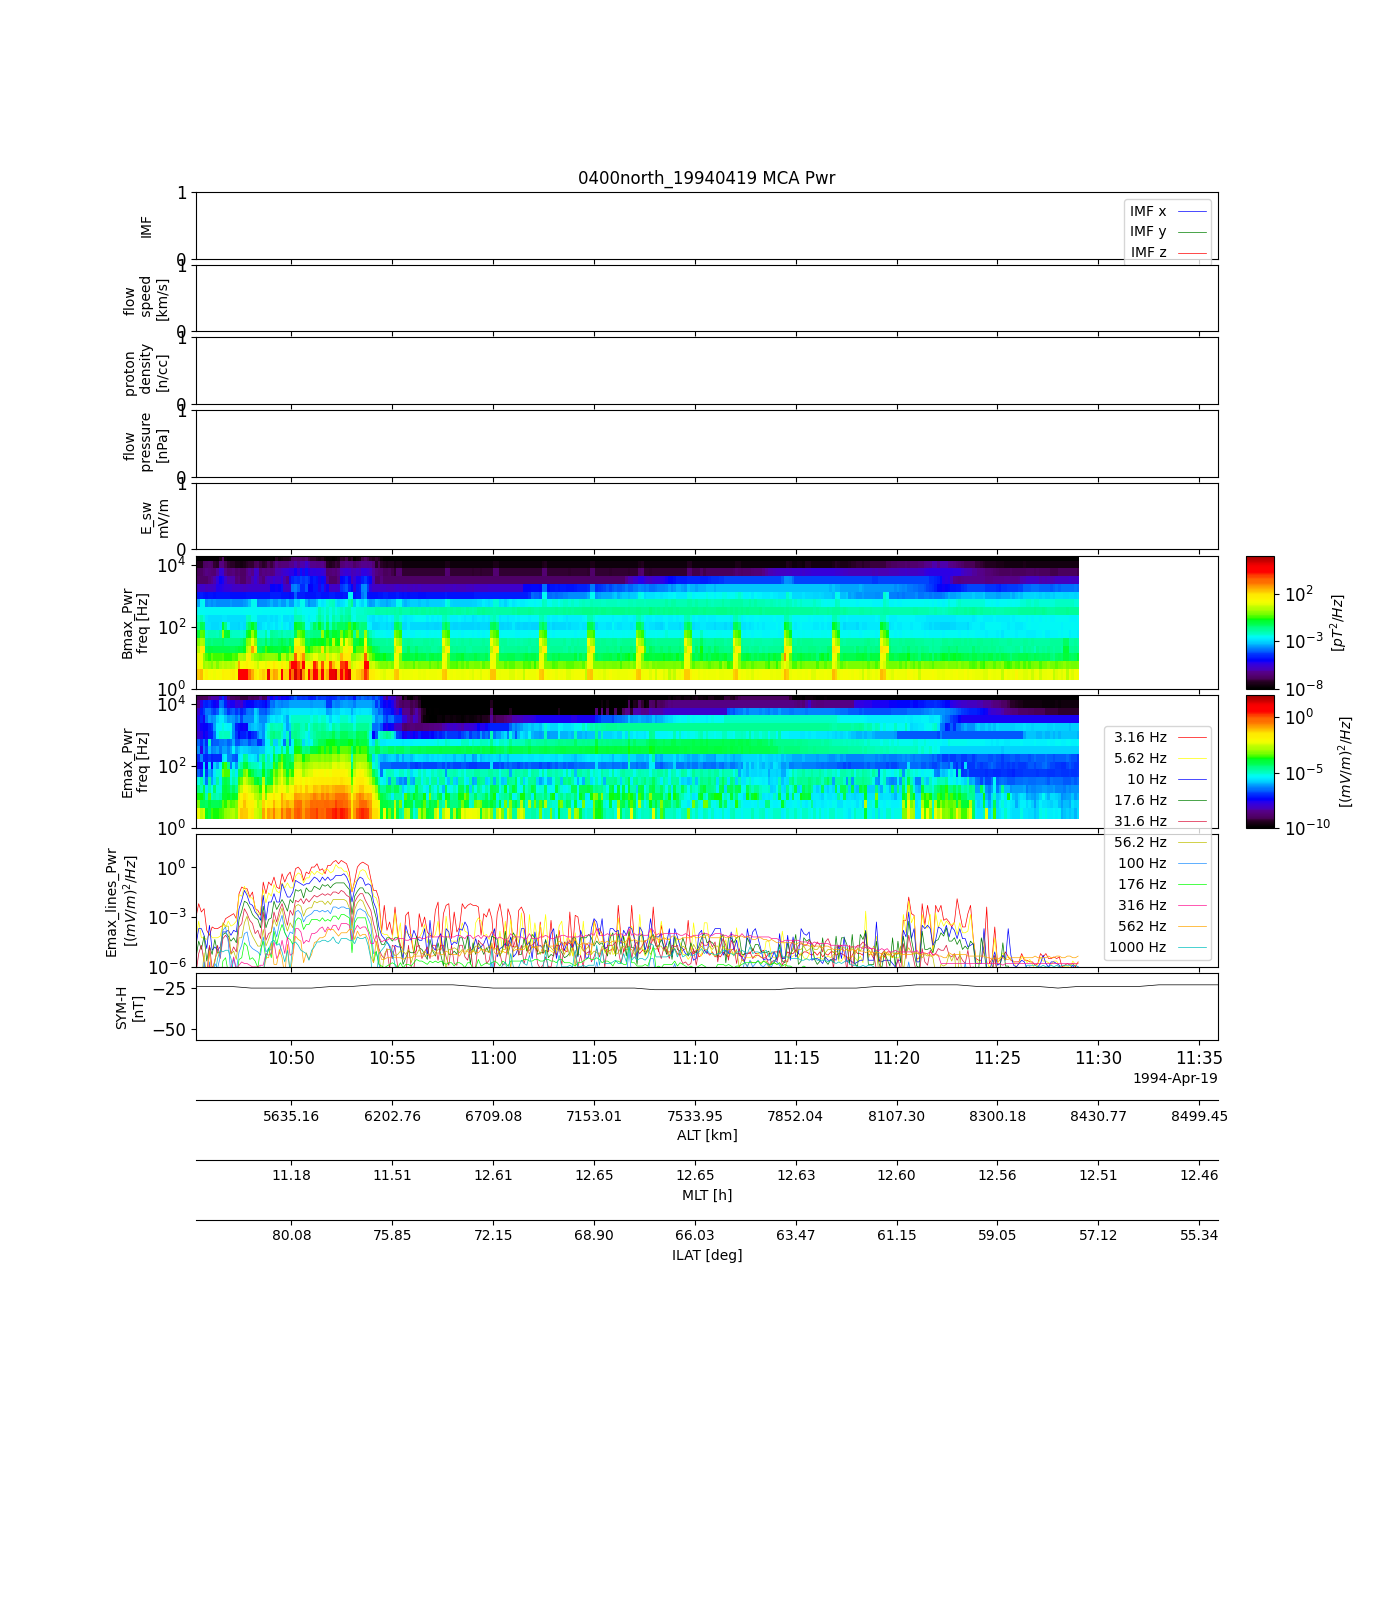 0400north_19940419 MCA Pwr
1
0
IMF
IMF x
IMF y
IMF z
1
0
flow
speed
[km/s]
1
0
proton
density
[n/cc]
1
0
flow
pressure
[nPa]
1
0
E_sw
mV/m
10^4
10^2
10^0
Bmax_Pwr
freq [Hz]
10^2
10^-3
10^-8
[pT^2/Hz]
10^4
10^2
10^0
Emax_Pwr
freq [Hz]
10^0
10^-5
10^-10
[(mV/m)^2/Hz]
3.16 Hz
5.62 Hz
10 Hz
17.6 Hz
31.6 Hz
56.2 Hz
100 Hz
176 Hz
316 Hz
562 Hz
1000 Hz
10^0
10^-3
10^-6
Emax_lines_Pwr
[(mV/m)^2/Hz]
−25
−50
SYM-H
[nT]
10:50 10:55 11:00 11:05 11:10 11:15 11:20 11:25 11:30 11:35
1994-Apr-19
5635.16 6202.76 6709.08 7153.01 7533.95 7852.04 8107.30 8300.18 8430.77 8499.45
ALT [km]
11.18 11.51 12.61 12.65 12.65 12.63 12.60 12.56 12.51 12.46
MLT [h]
80.08 75.85 72.15 68.90 66.03 63.47 61.15 59.05 57.12 55.34
ILAT [deg]